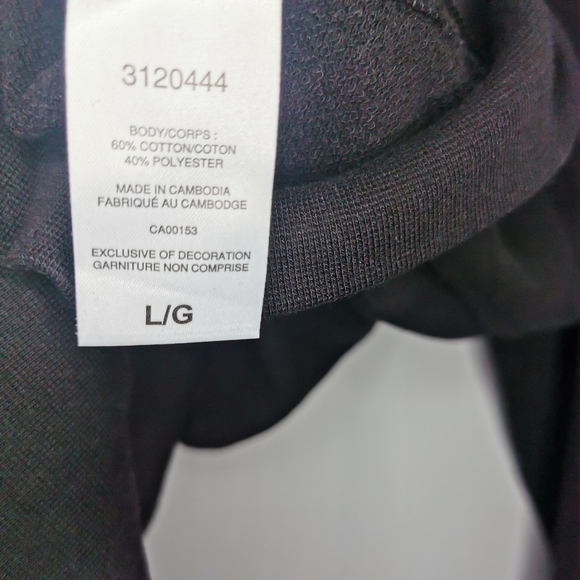 3120444
BODY/CORPS :
60% COTTON/COTON
40% POLYESTER
MADE IN CAMBODIA
FABRIQUÉ AU CAMBODGE
CA00153
EXCLUSIVE OF DECORATION
GARNITURE NON COMPRISE
L/G